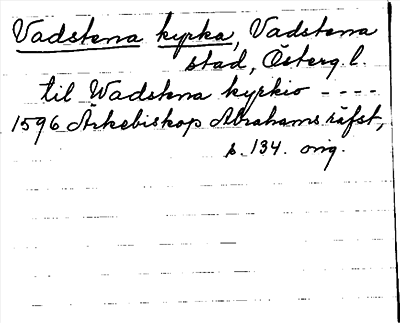 Vadstena kyrka, Vadstena
stad, Österg. l.
til Wadstena kyrkio ----
1596 Ärkebiskop Abrahams räfst,
s. 134. orig.